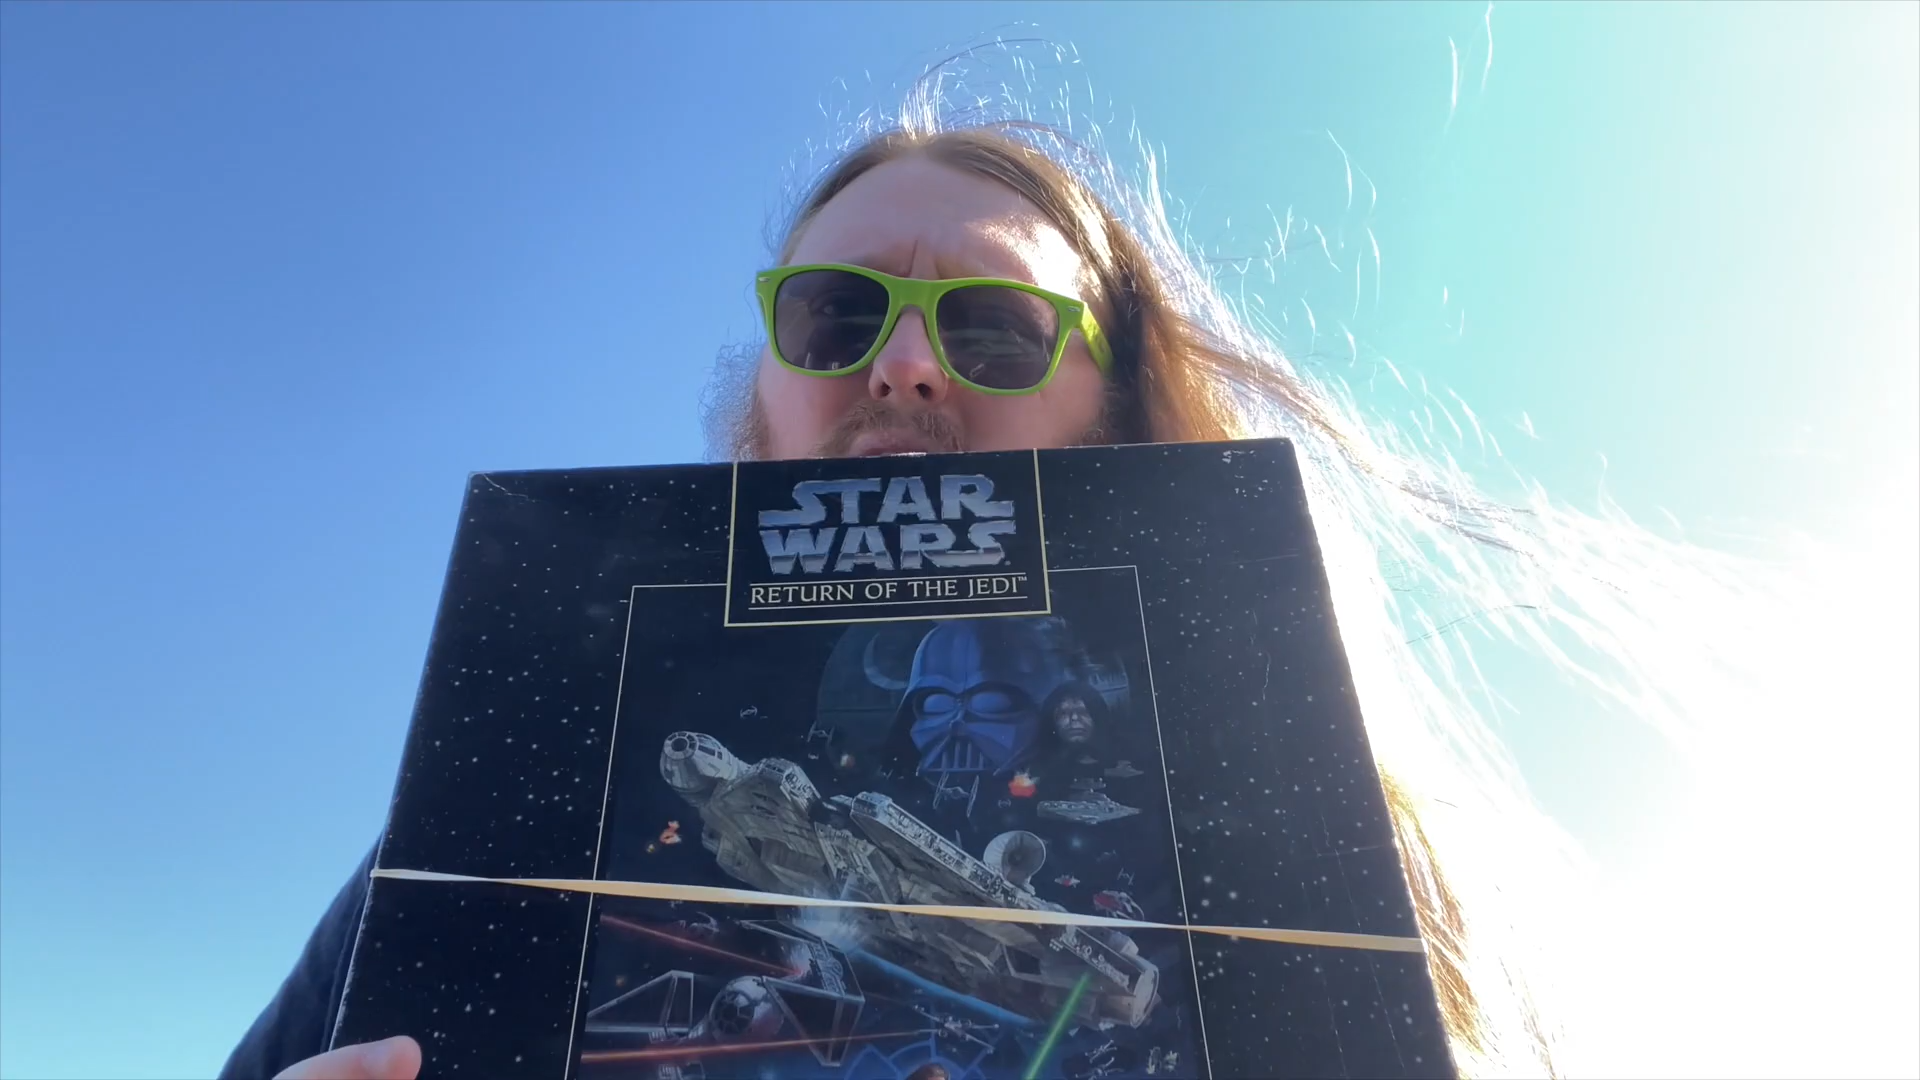 STAR
WARS
RETURN OF THE JEDI™